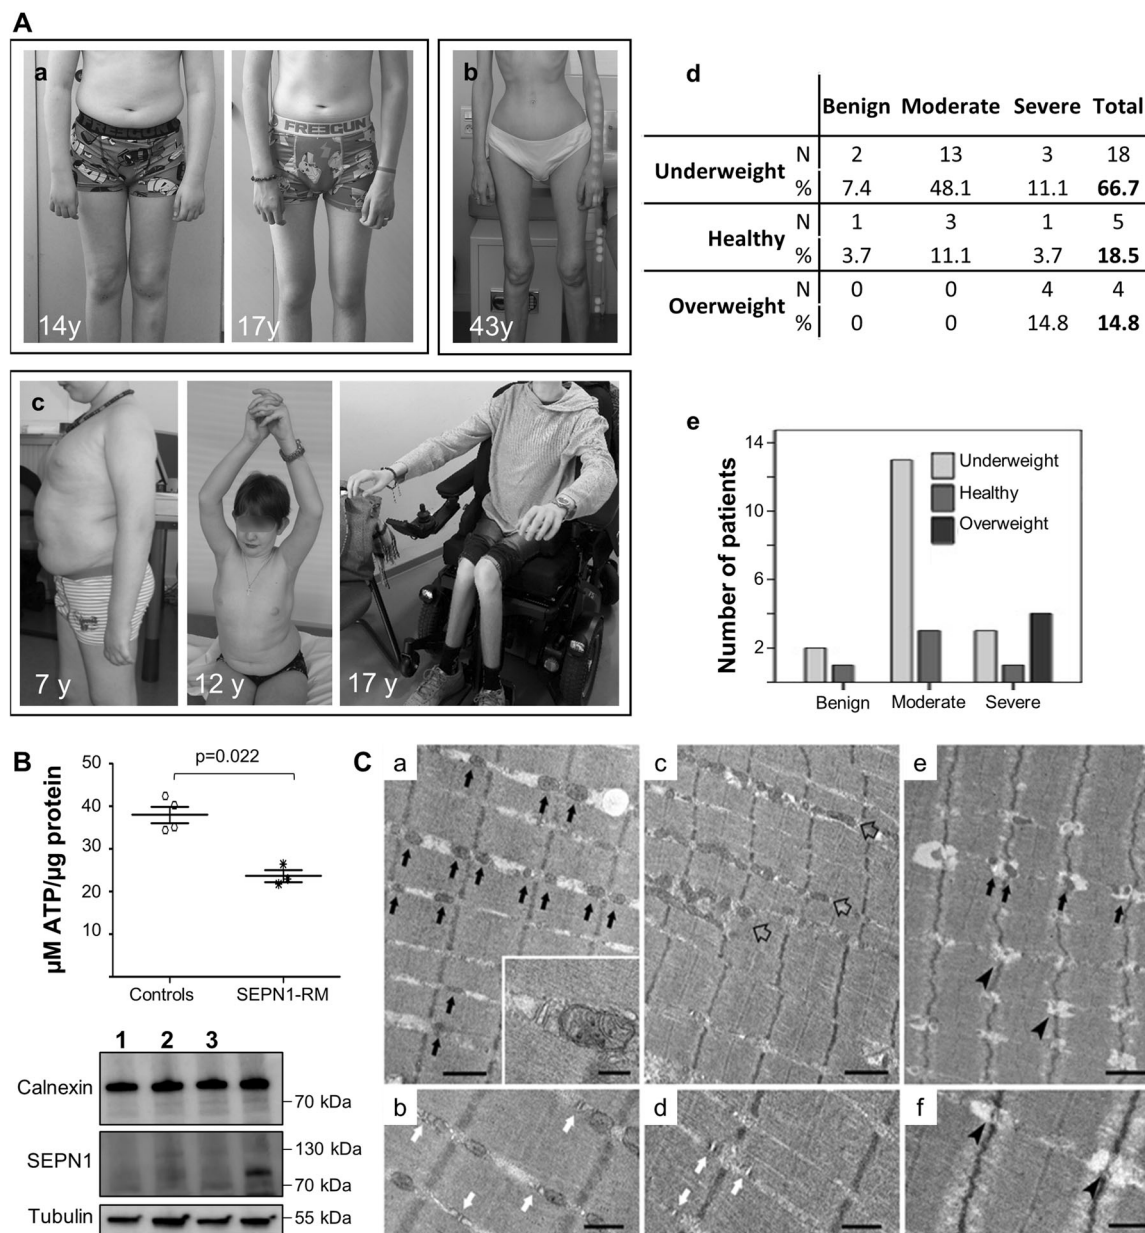 A
a
FREEGUN
14y
FREEGUN
17y
b
43y
c
7 y
12 y
17 y
d
Benign Moderate Severe Total
Underweight N 2 13 3 18
% 7.4 48.1 11.1 66.7
Healthy N 1 3 1 5
% 3.7 11.1 3.7 18.5
Overweight N 0 0 4 4
% 0 0 14.8 14.8
e
Number of patients
14
10
6
2
Underweight
Healthy
Overweight
Benign Moderate Severe
B
p=0.022
µM ATP/µg protein
50
40
30
20
10
Controls SEPN1-RM
1 2 3
Calnexin
70 kDa
SEPN1
130 kDa
70 kDa
Tubulin
55 kDa
C
a
c
e
b
d
f